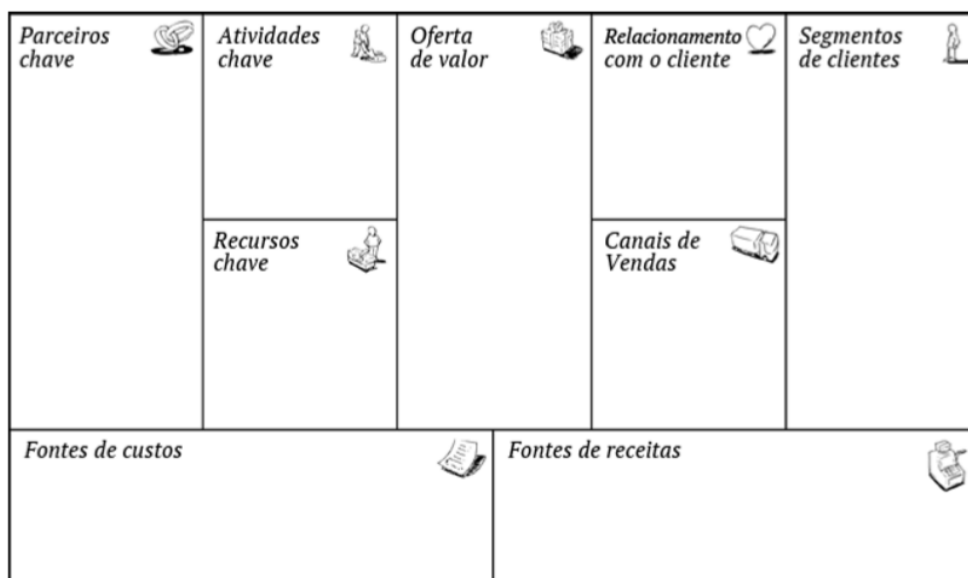 Parceiros
chave
Atividades
chave
Oferta
de valor
Relacionamento
com o cliente
Segmentos
de clientes
Recursos
chave
Canais de
Vendas
Fontes de custos
Fontes de receitas